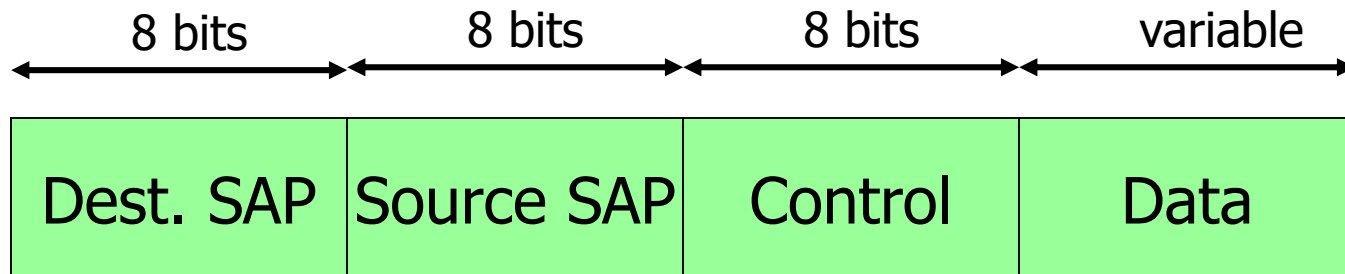 8 bits 8 bits 8 bits variable
Dest. SAP Source SAP Control Data